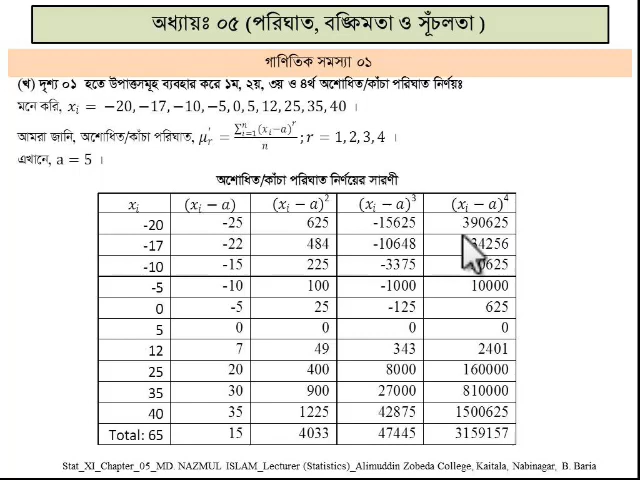 অধ্যায়ঃ ০৫ (পরিঘাত, বঙ্কিমতা ও সূঁচলতা )
গাণিতিক সমস্যা ০১
(খ) দৃশ্য ০১ হতে উপাত্তসমূহ ব্যবহার করে ১ম, ২য়, ৩য় ও ৪র্থ অশোধিত/কাঁচা পরিঘাত নির্ণয়ঃ
মনে করি, xᵢ = −20, −17, −10, −5, 0, 5, 12, 25, 35, 40 ।
আমরা জানি, অশোধিত/কাঁচা পরিঘাত, μ′ᵣ = Σⁿᵢ₌₁(xᵢ−a)ʳ / n ; r = 1, 2, 3, 4 ।
এখানে, a = 5 ।
অশোধিত/কাঁচা পরিঘাত নির্ণয়ের সারণী
xᵢ (xᵢ − a) (xᵢ − a)² (xᵢ − a)³ (xᵢ − a)⁴
-20 -25 625 -15625 390625
-17 -22 484 -10648 34256
-10 -15 225 -3375 0625
-5 -10 100 -1000 10000
0 -5 25 -125 625
5 0 0 0 0
12 7 49 343 2401
25 20 400 8000 160000
35 30 900 27000 810000
40 35 1225 42875 1500625
Total: 65 15 4033 47445 3159157
Stat_XI_Chapter_05_MD. NAZMUL ISLAM_Lecturer (Statistics)_Alimuddin Zobeda College, Kaitala, Nabinagar, B. Baria